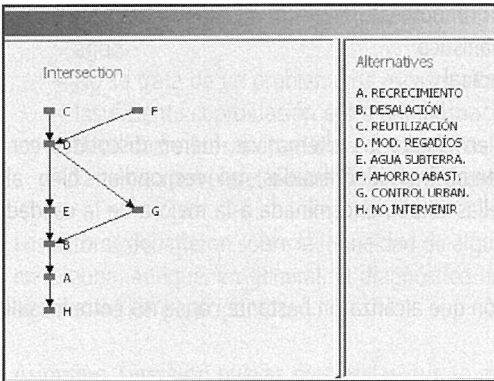 Intersection
C F
D
E G
B
A
H
Alternatives
A. RECRECIMIENTO
B. DESALACIÓN
C. REUTILIZACIÓN
D. MOD. REGADÍOS
E. AGUA SUBTERRA.
F. AHORRO ABAST.
G. CONTROL URBAN.
H. NO INTERVENIR